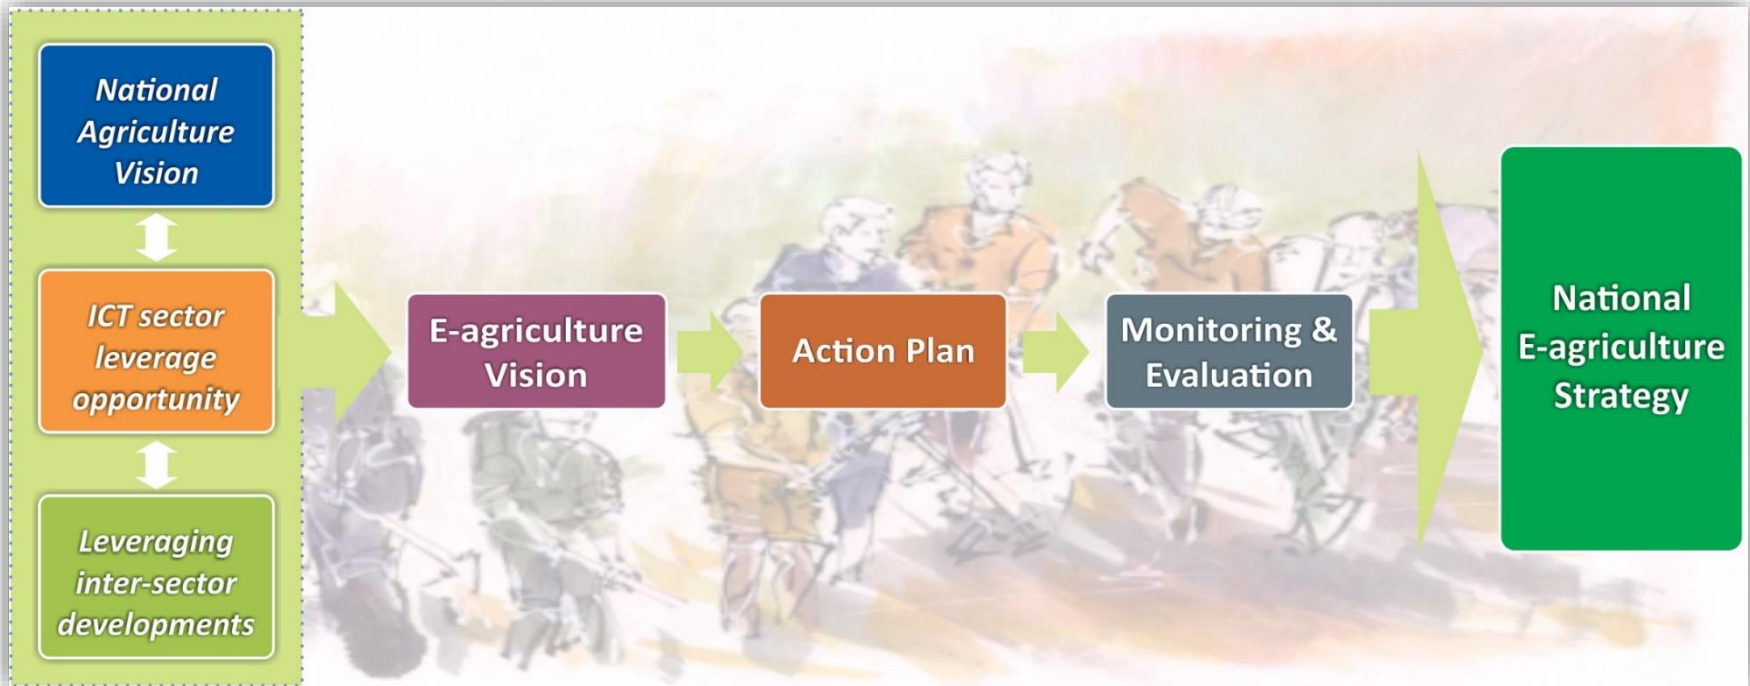 National
Agriculture
Vision
ICT sector
leverage
opportunity
Leveraging
inter-sector
developments
E-agriculture
Vision
Action Plan
Monitoring &
Evaluation
National
E-agriculture
Strategy